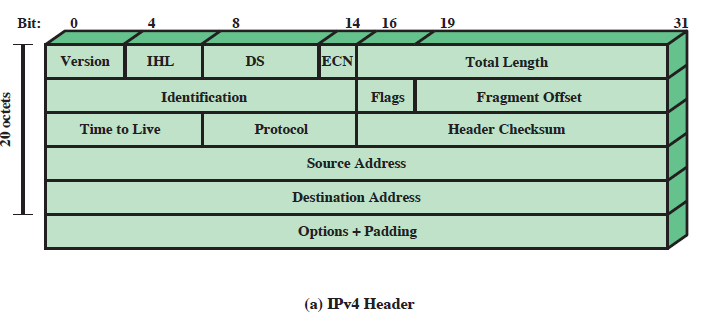 Bit: 0 4 8 14 16 19 31
Version IHL DS ECN Total Length
Identification Flags Fragment Offset
Time to Live Protocol Header Checksum
Source Address
Destination Address
Options + Padding
20 octets
(a) IPv4 Header